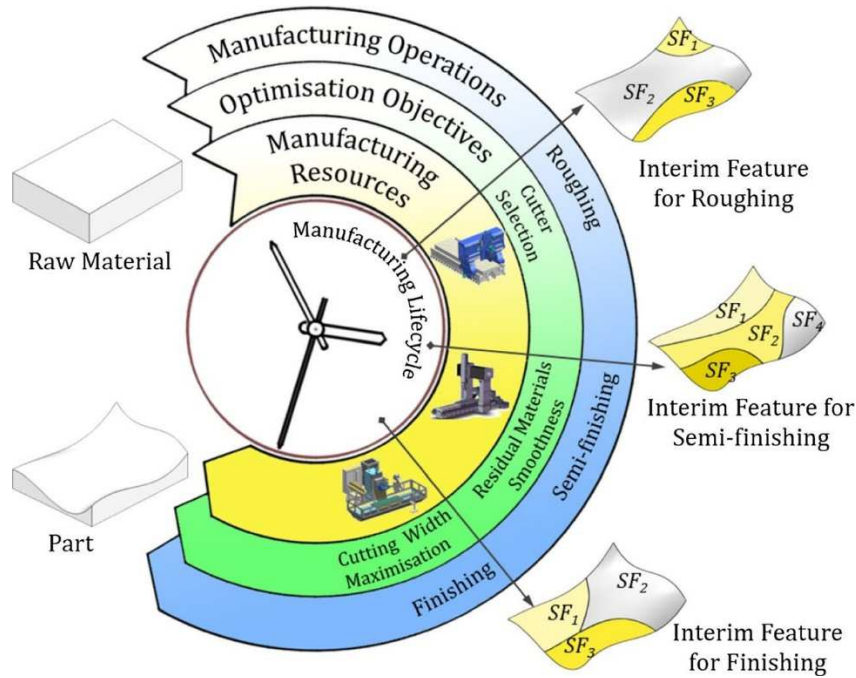 Manufacturing Operations
Optimisation Objectives
Manufacturing
Resources
Manufacturing Lifecycle
Raw Material
Part
Roughing
Cutter
Selection
Semi-finishing
Residual Materials
Smoothness
Finishing
Cutting Width
Maximisation
SF1
SF2
SF3
Interim Feature
for Roughing
SF1
SF2
SF4
SF3
Interim Feature for
Semi-finishing
SF2
SF1
SF3
Interim Feature
for Finishing